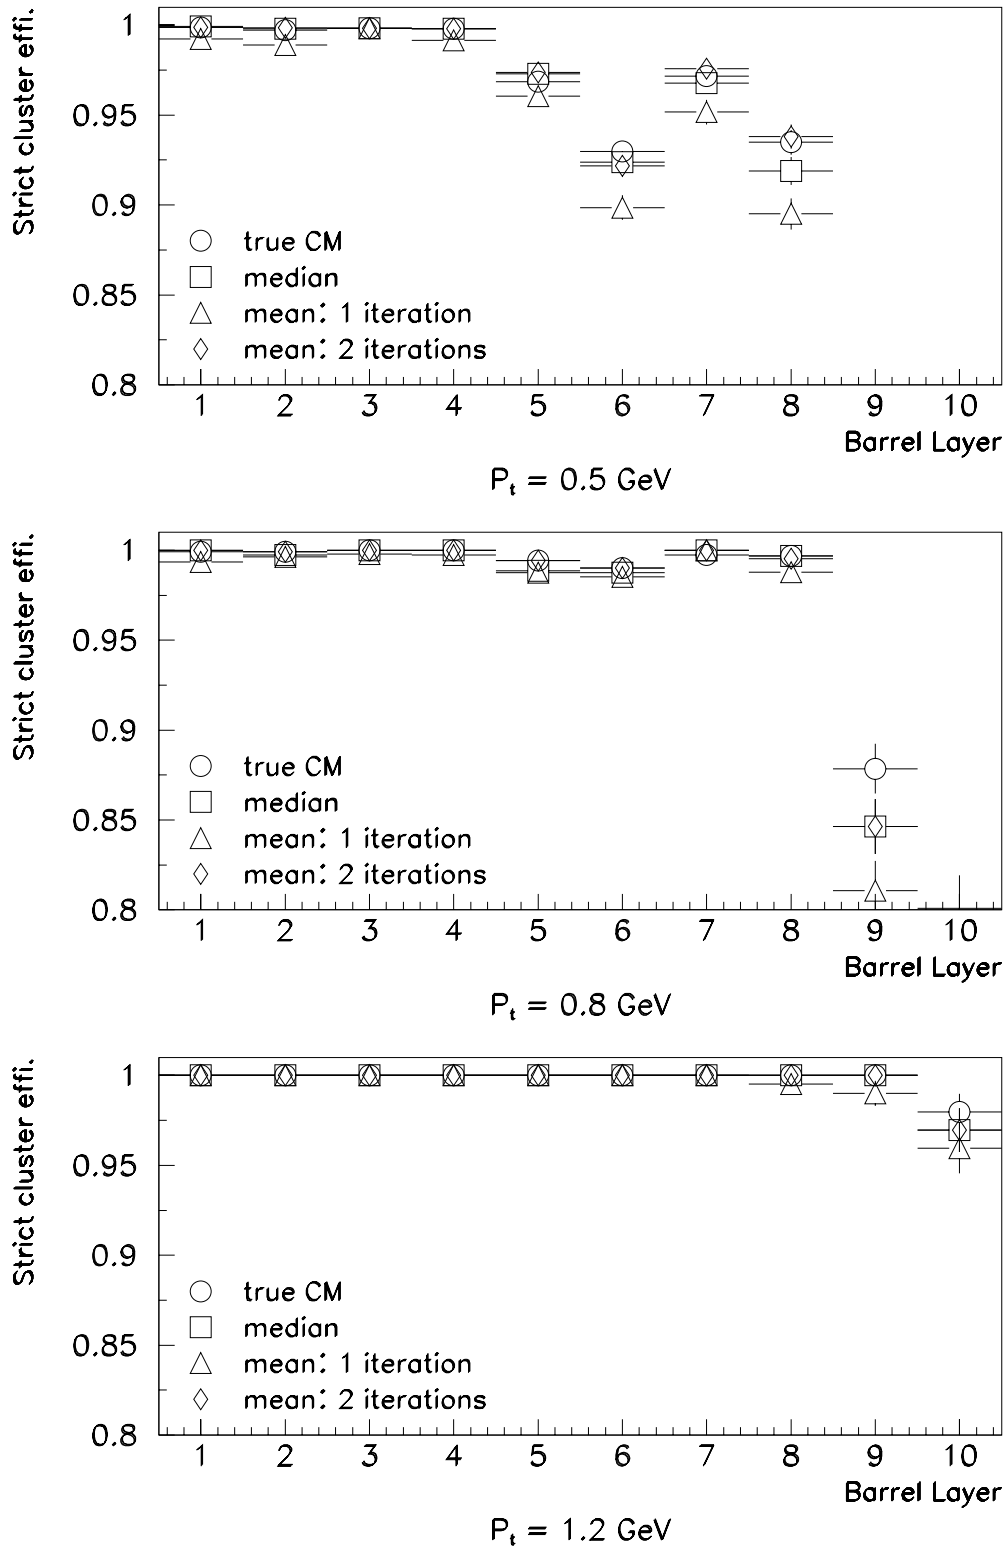 Strict cluster effi.
1
0.95
0.9
0.85
0.8
true CM
median
mean: 1 iteration
mean: 2 iterations
1 2 3 4 5 6 7 8 9 10
Barrel Layer
Pt = 0.5 GeV
Strict cluster effi.
1
0.95
0.9
0.85
0.8
true CM
median
mean: 1 iteration
mean: 2 iterations
1 2 3 4 5 6 7 8 9 10
Barrel Layer
Pt = 0.8 GeV
Strict cluster effi.
1
0.95
0.9
0.85
0.8
true CM
median
mean: 1 iteration
mean: 2 iterations
1 2 3 4 5 6 7 8 9 10
Barrel Layer
Pt = 1.2 GeV